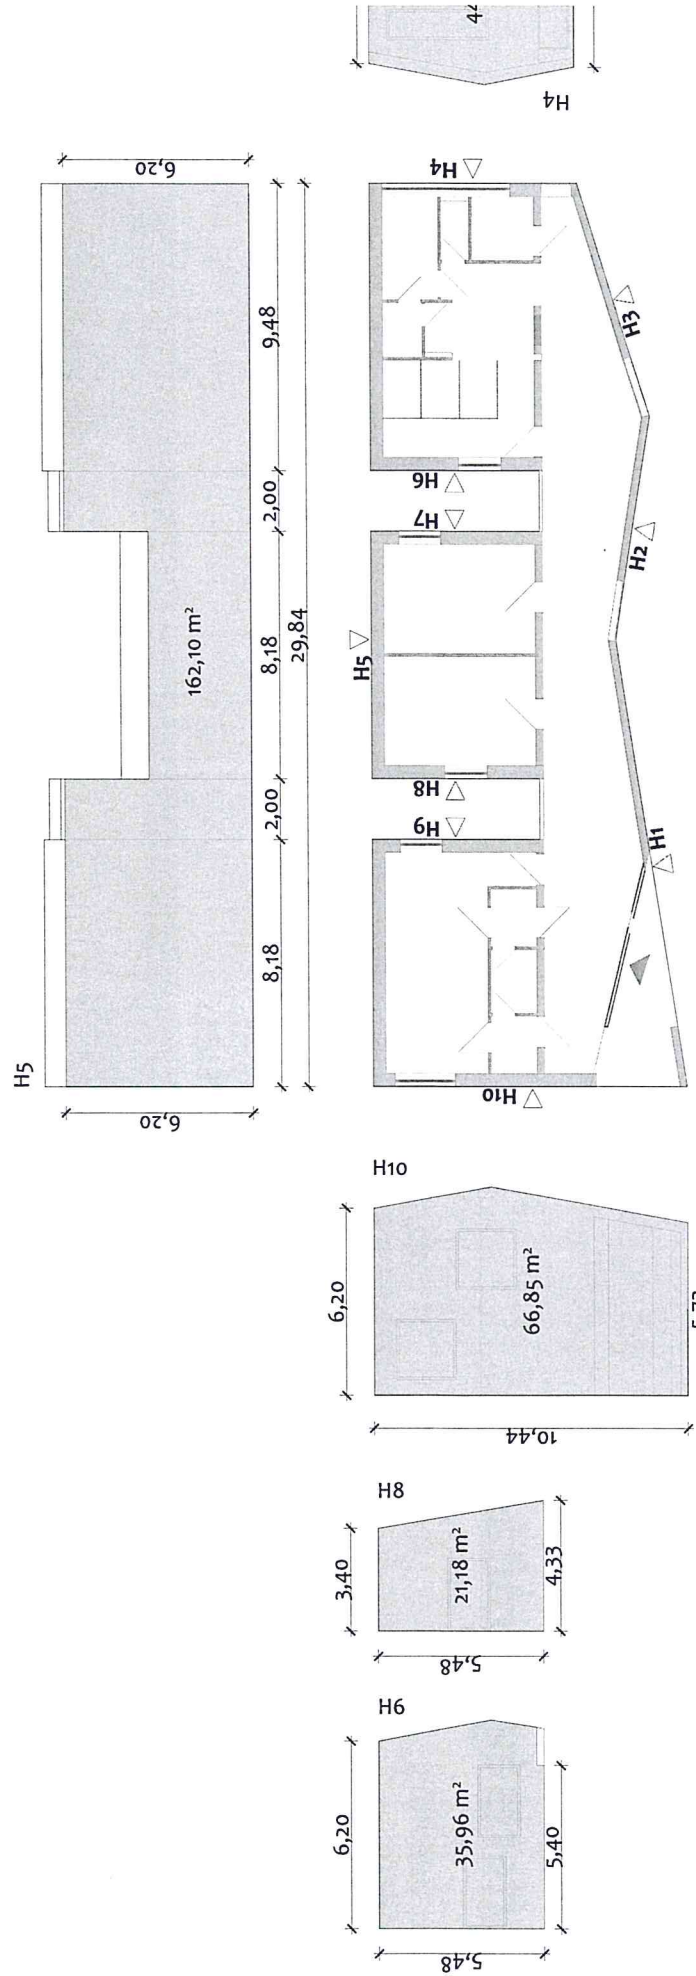 44
H4
6,20
9,48
2,00
8,18
29,84
162,10 m²
2,00
8,18
H5
6,20
H4
H3
H6
H7
H2
H5
H8
H9
H1
H10
H10
6,20
66,85 m²
10,44
H8
3,40
21,18 m²
4,33
5,48
H6
6,20
35,96 m²
5,40
5,48